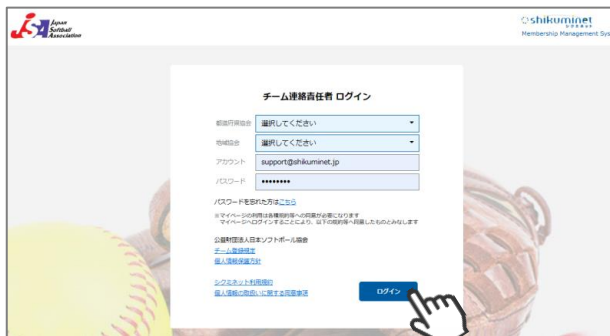 JSA
Japan
Softball
Association
shikuminet
シクミネット
Membership Management Sys
チーム連絡責任者 ログイン
都道府県協会 選択してください
地域協会 選択してください
アカウント support@shikuminet.jp
パスワード ••••••••
パスワードを忘れた方はこちら
※マイページの利用は各種規約等への同意が必要になります
マイページへログインすることにより、以下の規約等へ同意したものとみなします
公益財団法人日本ソフトボール協会
チーム登録規定
個人情報保護方針
シクミネット利用規約
個人情報の取扱いに関する同意事項
ログイン